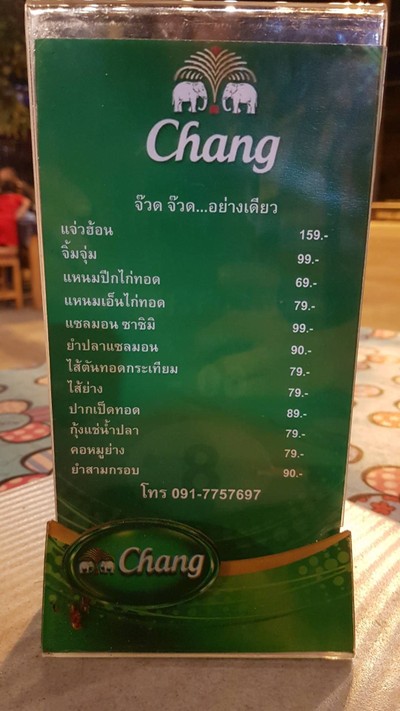 Chang
จ๊วด จ๊วด...อย่างเดียว
แจ่วฮ้อน 159.-
จิ้มจุ่ม 99.-
แหนมปีกไก่ทอด 69.-
แหนมเอ็นไก่ทอด 79.-
แซลมอน ซาซิมิ 99.-
ยำปลาแซลมอน 90.-
ไส้ตันทอดกระเทียม 79.-
ไส้ย่าง 79.-
ปากเป็ดทอด 89.-
กุ้งแช่น้ำปลา 79.-
คอหมูย่าง 79.-
ยำสามกรอบ 90.-
โทร 091-7757697
Chang